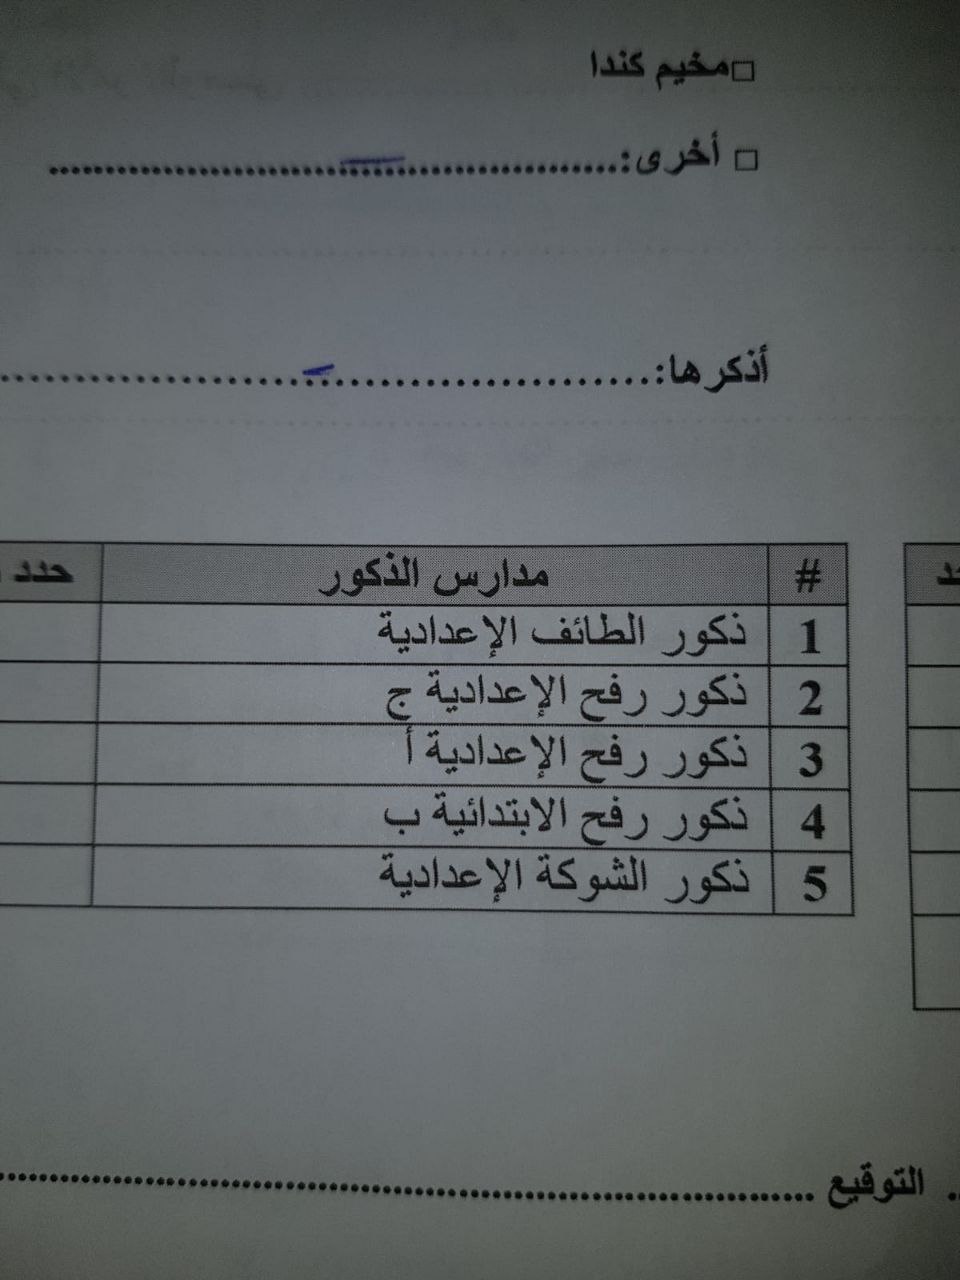 □ مخيم كندا
□ أخرى:...........................................................
أذكرها:...........................................................
# مدارس الذكور حدد
1 ذكور الطائف الإعدادية
2 ذكور رفح الإعدادية ج
3 ذكور رفح الإعدادية أ
4 ذكور رفح الابتدائية ب
5 ذكور الشوكة الإعدادية
التوقيع ...........................................................